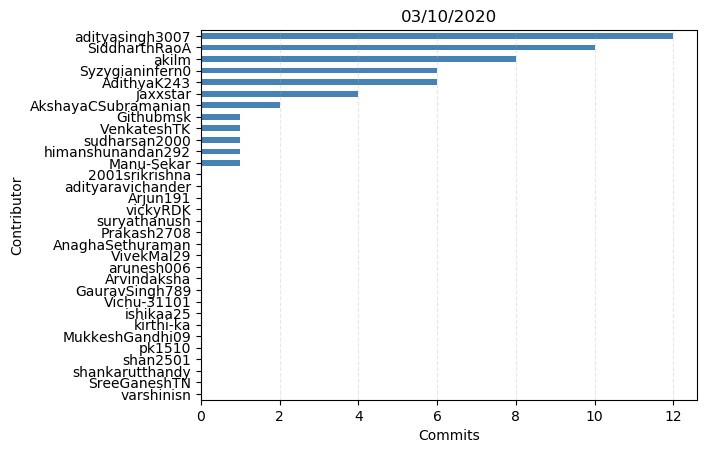 03/10/2020
adityasingh3007
SiddharthRaoA
akilm
Syzygianinfern0
AdithyaK243
jaxxstar
AkshayaCSubramanian
Githubmsk
VenkateshTK
sudharsan2000
himanshunandan292
Manu-Sekar
2001srikrishna
adityaravichander
Arjun191
vickyRDK
suryathanush
Prakash2708
AnaghaSethuraman
VivekMal29
arunesh006
Arvindaksha
GauravSingh789
Vichu-31101
ishikaa25
kirthi-ka
MukkeshGandhi09
pk1510
shan2501
shankarutthandy
SreeGaneshTN
varshinisn
Contributor
0 2 4 6 8 10 12
Commits